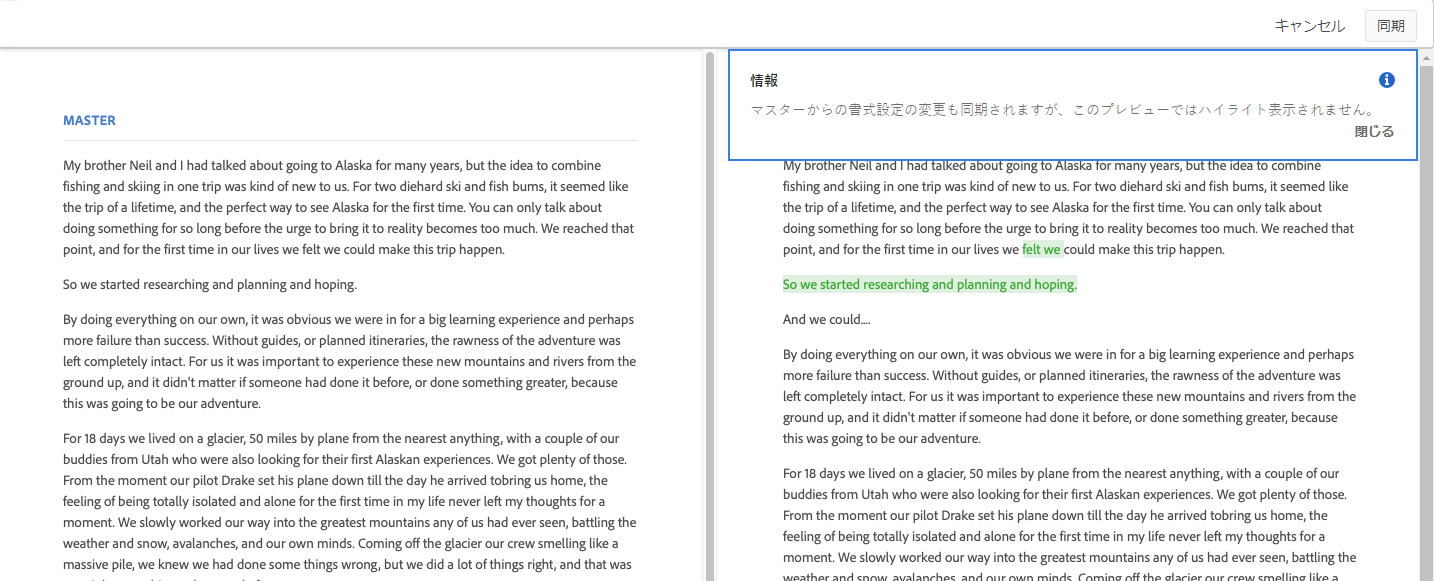 キャンセル 同期
MASTER
My brother Neil and I had talked about going to Alaska for many years, but the idea to combine
fishing and skiing in one trip was kind of new to us. For two diehard ski and fish bums, it seemed like
the trip of a lifetime, and the perfect way to see Alaska for the first time. You can only talk about
doing something for so long before the urge to bring it to reality becomes too much. We reached that
point, and for the first time in our lives we felt we could make this trip happen.
So we started researching and planning and hoping.
By doing everything on our own, it was obvious we were in for a big learning experience and perhaps
more failure than success. Without guides, or planned itineraries, the rawness of the adventure was
left completely intact. For us it was important to experience these new mountains and rivers from the
ground up, and it didn't matter if someone had done it before, or done something greater, because
this was going to be our adventure.
For 18 days we lived on a glacier, 50 miles by plane from the nearest anything, with a couple of our
buddies from Utah who were also looking for their first Alaskan experiences. We got plenty of those.
From the moment our pilot Drake set his plane down till the day he arrived tobring us home, the
feeling of being totally isolated and alone for the first time in my life never left my thoughts for a
moment. We slowly worked our way into the greatest mountains any of us had ever seen, battling the
weather and snow, avalanches, and our own minds. Coming off the glacier our crew smelling like a
massive pile, we knew we had done some things wrong, but we did a lot of things right, and that was
情報
マスターからの書式設定の変更も同期されますが、このプレビューではハイライト表示されません。
閉じる
My brother Neil and I had talked about going to Alaska for many years, but the idea to combine
fishing and skiing in one trip was kind of new to us. For two diehard ski and fish bums, it seemed like
the trip of a lifetime, and the perfect way to see Alaska for the first time. You can only talk about
doing something for so long before the urge to bring it to reality becomes too much. We reached that
point, and for the first time in our lives we felt we could make this trip happen.
So we started researching and planning and hoping.
And we could....
By doing everything on our own, it was obvious we were in for a big learning experience and perhaps
more failure than success. Without guides, or planned itineraries, the rawness of the adventure was
left completely intact. For us it was important to experience these new mountains and rivers from the
ground up, and it didn't matter if someone had done it before, or done something greater, because
this was going to be our adventure.
For 18 days we lived on a glacier, 50 miles by plane from the nearest anything, with a couple of our
buddies from Utah who were also looking for their first Alaskan experiences. We got plenty of those.
From the moment our pilot Drake set his plane down till the day he arrived tobring us home, the
feeling of being totally isolated and alone for the first time in my life never left my thoughts for a
moment. We slowly worked our way into the greatest mountains any of us had ever seen, battling the
weather and snow, avalanches, and our own minds. Coming off the glacier our crew smelling like a